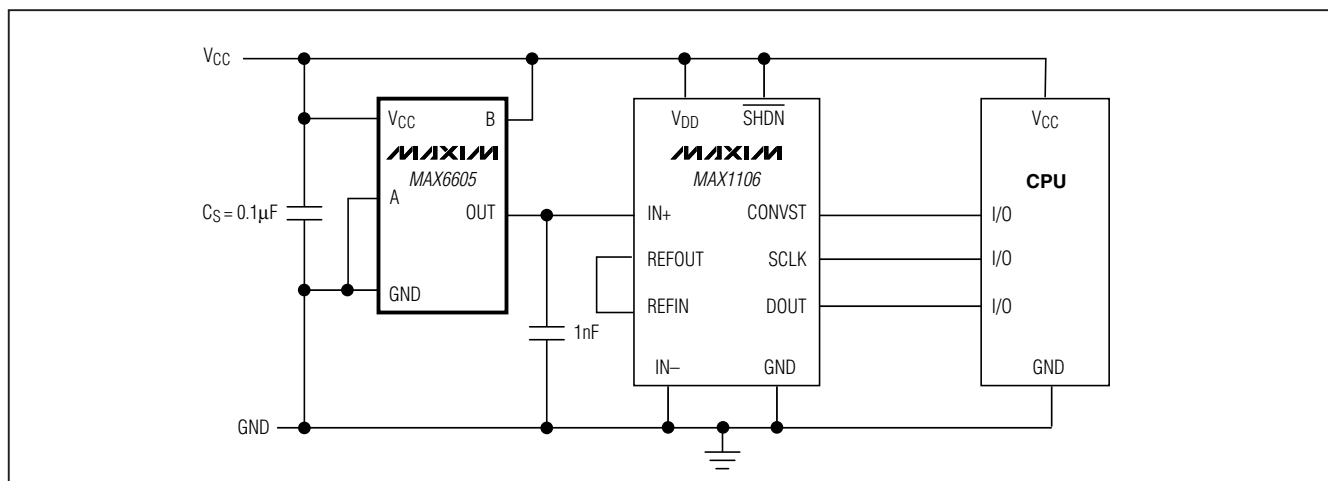 VCC
VCC B
MAXIM
MAX6605
A
OUT
GND
CS = 0.1µF
1nF
GND
VDD SHDN
MAXIM
MAX1106
IN+ CONVST
REFOUT SCLK
REFIN DOUT
IN– GND
VCC
CPU
I/O
I/O
I/O
GND